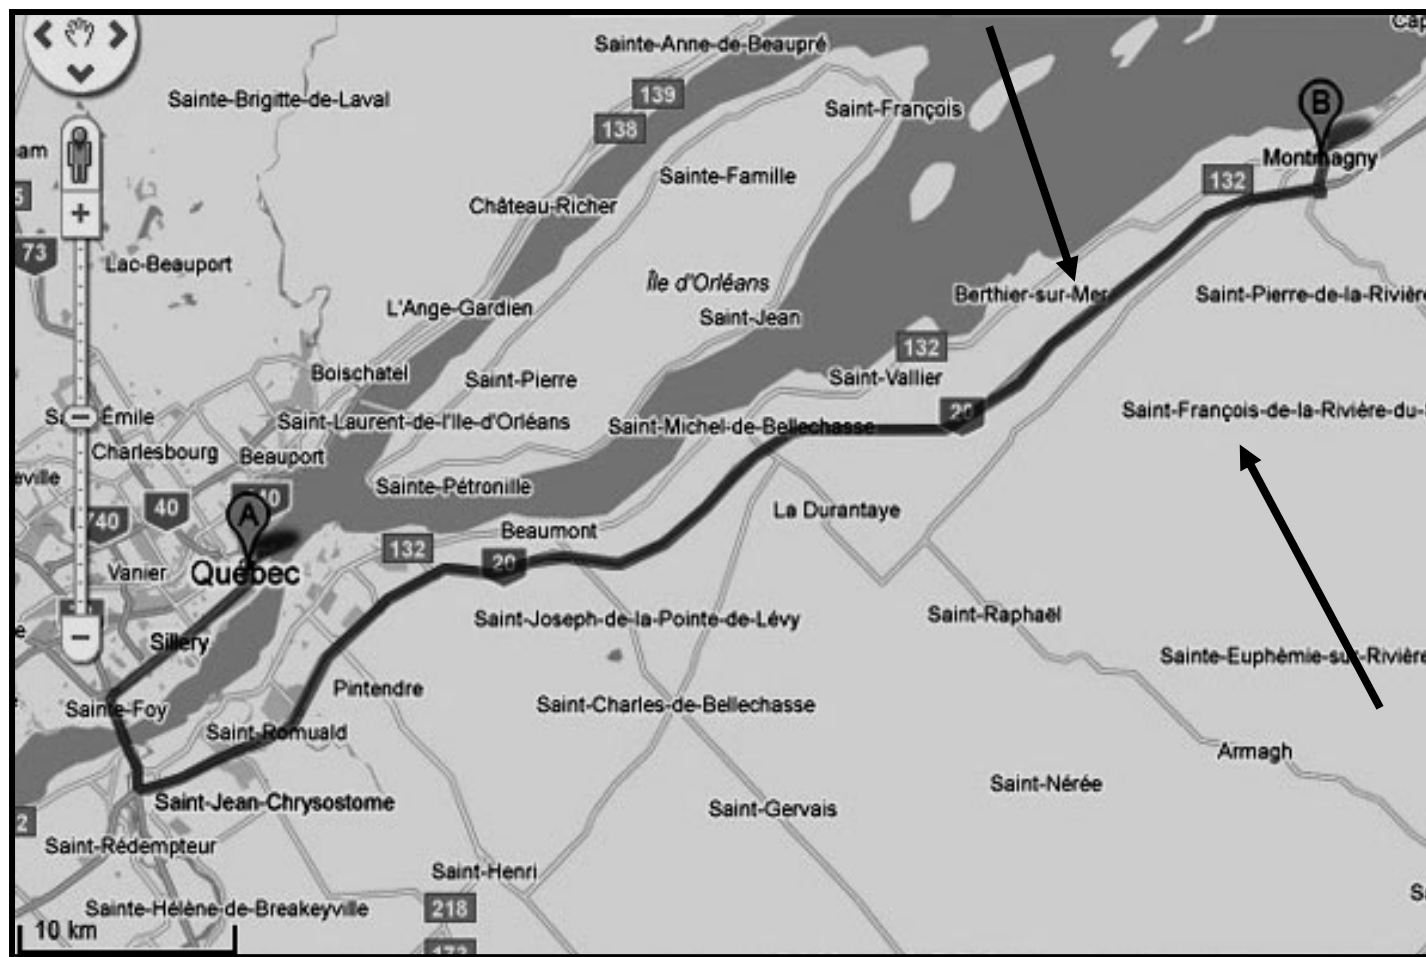 Sainte-Anne-de-Beaupré
139
138
Sainte-Brigitte-de-Laval
Saint-François
B
Montmagny
132
Sainte-Famille
Château-Richer
73
Lac-Beauport
Île d'Orléans
Berthier-sur-Mer
Saint-Pierre-de-la-Rivière
L'Ange-Gardien
Saint-Jean
132
Boischatel
Saint-Pierre
Saint-Vallier
20
Saint-François-de-la-Rivière-du-
Émile
Saint-Laurent-de-l'Ile-d'Orléans
Saint-Michel-de-Bellechasse
Charlesbourg
Beauport
Sainte-Pétronille
A
40
40
La Durantaye
Beaumont
132
20
Vanier
Québec
Saint-Joseph-de-la-Pointe-de-Lévy
Saint-Raphaël
Sillery
Sainte-Euphèmie-sur-Rivière
Pintendre
Sainte-Foy
Saint-Charles-de-Bellechasse
Saint-Romuald
Armagh
Saint-Nérée
Saint-Jean-Chrysostome
Saint-Gervais
Saint-Rédempteur
Saint-Henri
Sainte-Hélène-de-Breakeyville
218
10 km
173